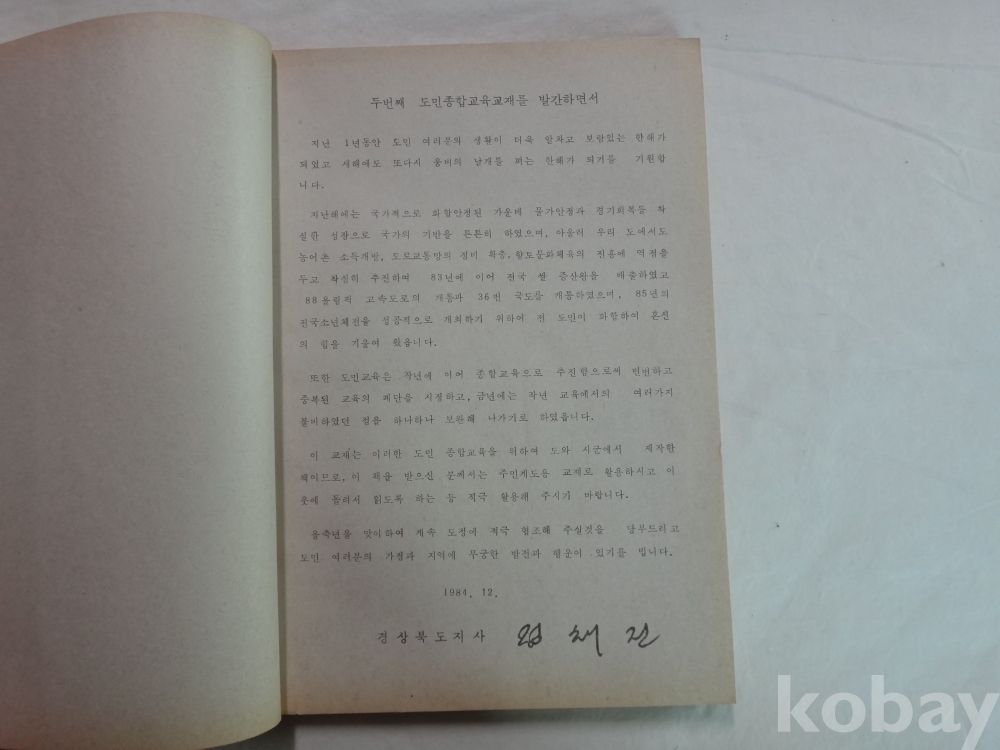 두번째 도민종합교육교재를 발간하면서
지난 1년동안 도민 여러분의 생활이 더욱 알차고 보람있는 한해가
되었고 새해에도 또다시 웅비의 날개를 펴는 한해가 되기를 기원합
니다.
지난해에는 국가적으로 화합안정된 가운데 물가안정과 경기회복등 착
실한 성장으로 국가의 기반을 튼튼히 하였으며, 아울러 우리 도에서도
농어촌 소득개발, 도로교통망의 정비 확충, 향토문화체육의 진흥에 역점을
두고 착실히 추진하여 83년에 이어 전국 쌀 증산왕을 배출하였고
88올림픽 고속도로의 개통과 36번 국도를 개통하였으며, 85년의
전국소년체전을 성공적으로 개최하기 위하여 전 도민이 화합하여 혼신
의 힘을 기울여 왔읍니다.
또한 도민교육은 작년에 이어 종합교육으로 추진함으로써 빈번하고
중복된 교육의 폐단을 시정하고, 금년에는 작년 교육에서의 여러가지
불비하였던 점을 하나하나 보완해 나가기로 하였읍니다.
이 교재는 이러한 도민 종합교육을 위하여 도와 시군에서 제작한
책이므로, 이 책을 받으신 분께서는 주민계도용 교재로 활용하시고 이
웃에 돌려서 읽도록 하는 등 적극 활용해 주시기 바랍니다.
을축년을 맞이하여 계속 도정에 적극 협조해 주실것을 당부드리고
도민 여러분의 가정과 지역에 무궁한 발전과 행운이 있기를 빕니다.
1984. 12.
경상북도지사
kobay